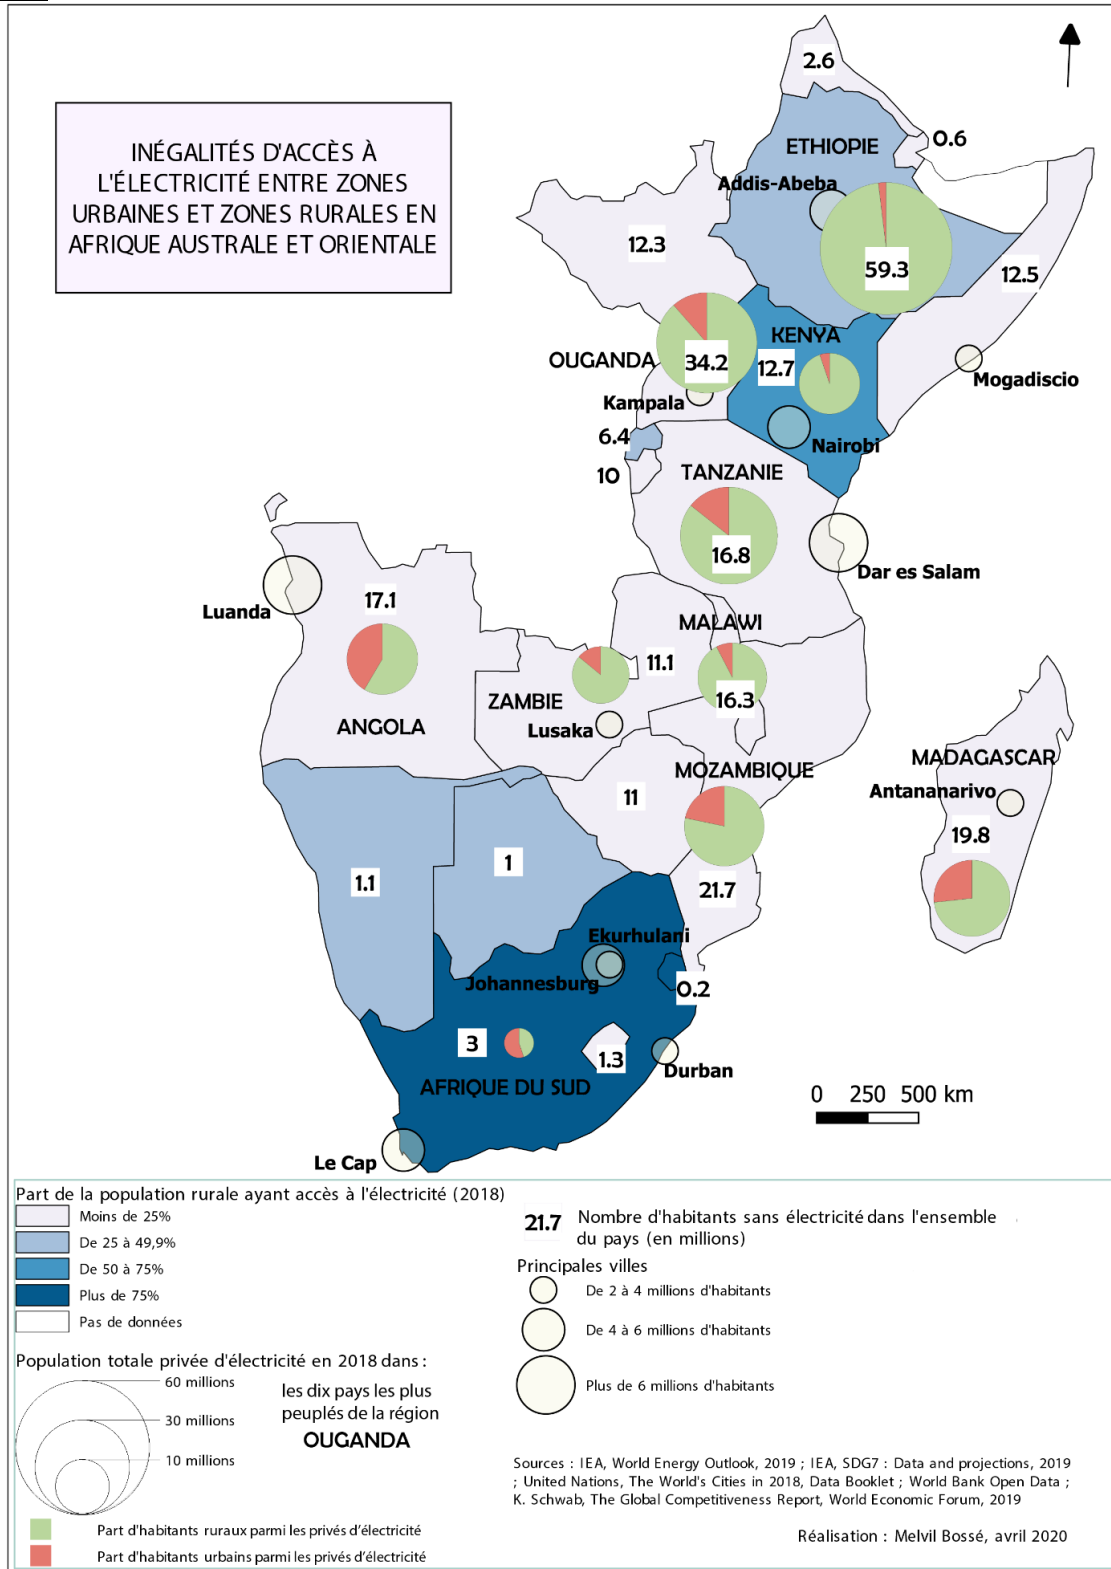 INÉGALITÉS D'ACCÈS À
L'ÉLECTRICITÉ ENTRE ZONES
URBAINES ET ZONES RURALES EN
AFRIQUE AUSTRALE ET ORIENTALE
2.6
0.6
ETHIOPIE
Addis-Abeba
12.3
59.3
12.5
KENYA
OUGANDA
34.2
12.7
Mogadiscio
Kampala
6.4
Nairobi
10
TANZANIE
16.8
Dar es Salam
Luanda
17.1
MALAWI
11.1
ZAMBIE
16.3
Lusaka
ANGOLA
MADAGASCAR
MOZAMBIQUE
Antananarivo
11
19.8
1
1.1
21.7
Ekurhulani
Johannesburg
0.2
3
1.3
Durban
AFRIQUE DU SUD
0 250 500 km
Le Cap
Part de la population rurale ayant accès à l'électricité (2018)
Moins de 25%
De 25 à 49,9%
De 50 à 75%
Plus de 75%
Pas de données
Population totale privée d'électricité en 2018 dans :
60 millions
30 millions
10 millions
les dix pays les plus
peuplés de la région
OUGANDA
Part d'habitants ruraux parmi les privés d'électricité
Part d'habitants urbains parmi les privés d'électricité
21.7 Nombre d'habitants sans électricité dans l'ensemble
du pays (en millions)
Principales villes
De 2 à 4 millions d'habitants
De 4 à 6 millions d'habitants
Plus de 6 millions d'habitants
Sources : IEA, World Energy Outlook, 2019 ; IEA, SDG7 : Data and projections, 2019
; United Nations, The World's Cities in 2018, Data Booklet ; World Bank Open Data ;
K. Schwab, The Global Competitiveness Report, World Economic Forum, 2019
Réalisation : Melvil Bossé, avril 2020